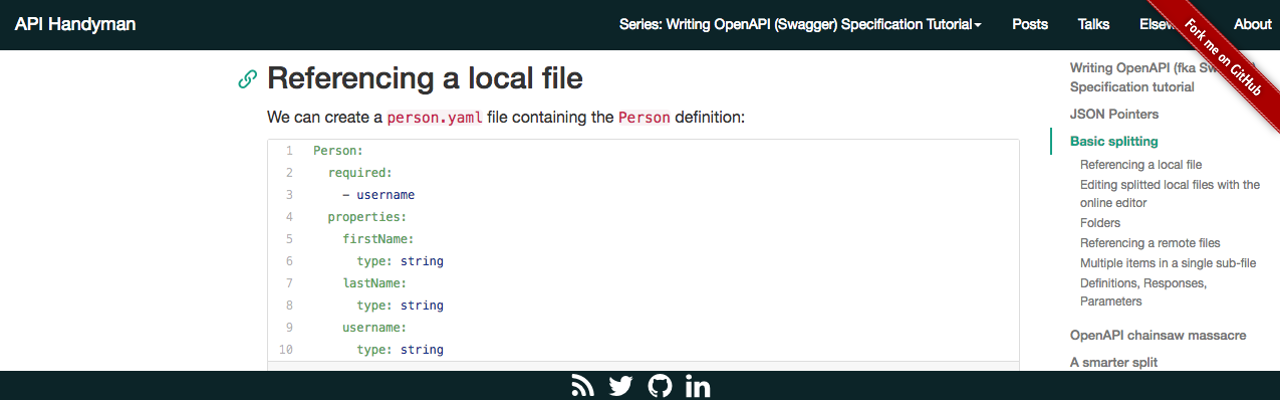 API Handyman
Series: Writing OpenAPI (Swagger) Specification Tutorial
Posts
Talks
About
Fork me on GitHub
Referencing a local file
We can create a person.yaml file containing the Person definition:
1 Person:
2 required:
3 - username
4 properties:
5 firstName:
6 type: string
7 lastName:
8 type: string
9 username:
10 type: string
Writing OpenAPI (fka
Specification tutorial
JSON Pointers
Basic splitting
Referencing a local file
Editing splitted local files with the
online editor
Folders
Referencing a remote files
Multiple items in a single sub-file
Definitions, Responses,
Parameters
OpenAPI chainsaw massacre
A smarter split
in